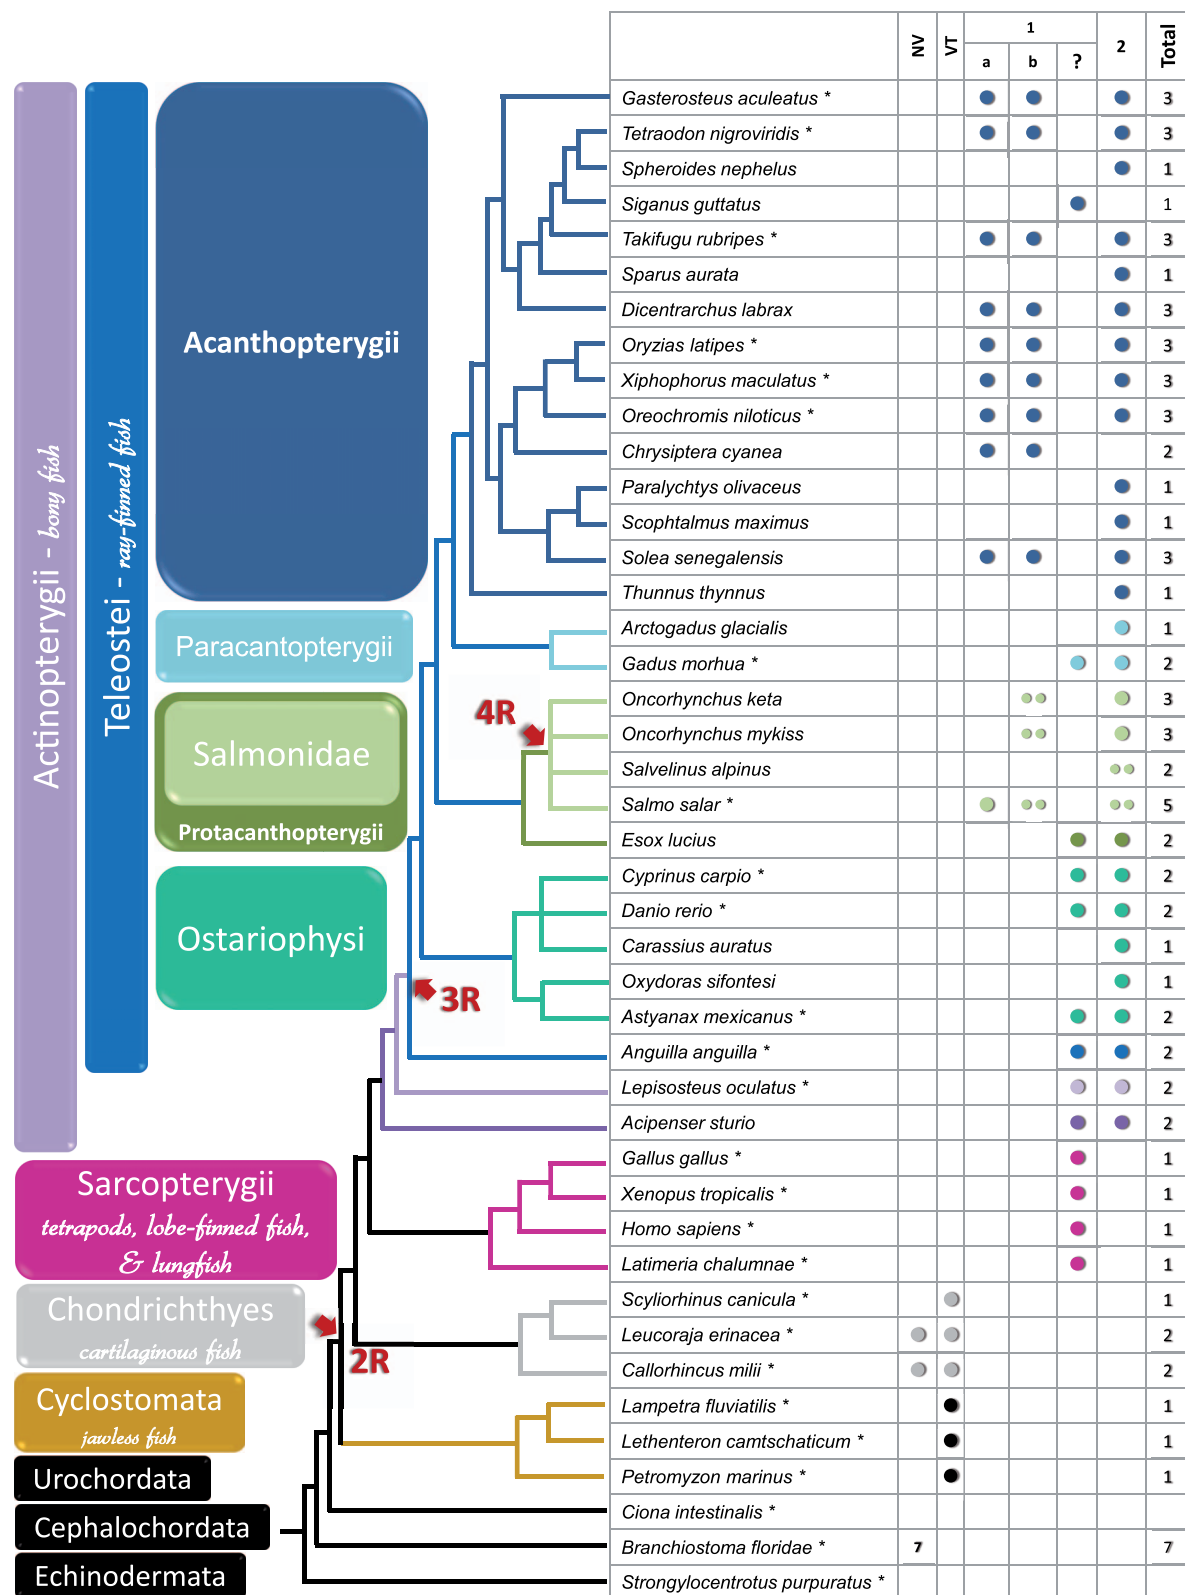 NV VT 1 2 Total
a b ?
Gasterosteus aculeatus * 3
Tetraodon nigroviridis * 3
Spheroides nephelus 1
Siganus guttatus 1
Takifugu rubripes * 3
Sparus aurata 1
Dicentrarchus labrax 3
Oryzias latipes * 3
Xiphophorus maculatus * 3
Oreochromis niloticus * 3
Chrysiptera cyanea 2
Paralychtys olivaceus 1
Scophtalmus maximus 1
Solea senegalensis 3
Thunnus thynnus 1
Arctogadus glacialis 1
Gadus morhua * 2
Oncorhynchus keta 3
Oncorhynchus mykiss 3
Salvelinus alpinus 2
Salmo salar * 5
Esox lucius 2
Cyprinus carpio * 2
Danio rerio * 2
Carassius auratus 1
Oxydoras sifontesi 1
Astyanax mexicanus * 2
Anguilla anguilla * 2
Lepisosteus oculatus * 2
Acipenser sturio 2
Gallus gallus * 1
Xenopus tropicalis * 1
Homo sapiens * 1
Latimeria chalumnae * 1
Scyliorhinus canicula * 1
Leucoraja erinacea * 2
Callorhincus milii * 2
Lampetra fluviatilis * 1
Lethenteron camtschaticum * 1
Petromyzon marinus * 1
Ciona intestinalis *
Branchiostoma floridae * 7 7
Strongylocentrotus purpuratus *
Actinopterygii - bony fish
Teleostei - ray-finned fish
Acanthopterygii
Paracantopterygii
Salmonidae
Protacanthopterygii
Ostariophysi
4R
3R
2R
Sarcopterygii
tetrapods, lobe-finned fish,
& lungfish
Chondrichthyes
cartilaginous fish
Cyclostomata
jawless fish
Urochordata
Cephalochordata
Echinodermata